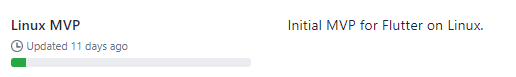 Linux MVP
Initial MVP for Flutter on Linux.
Updated 11 days ago